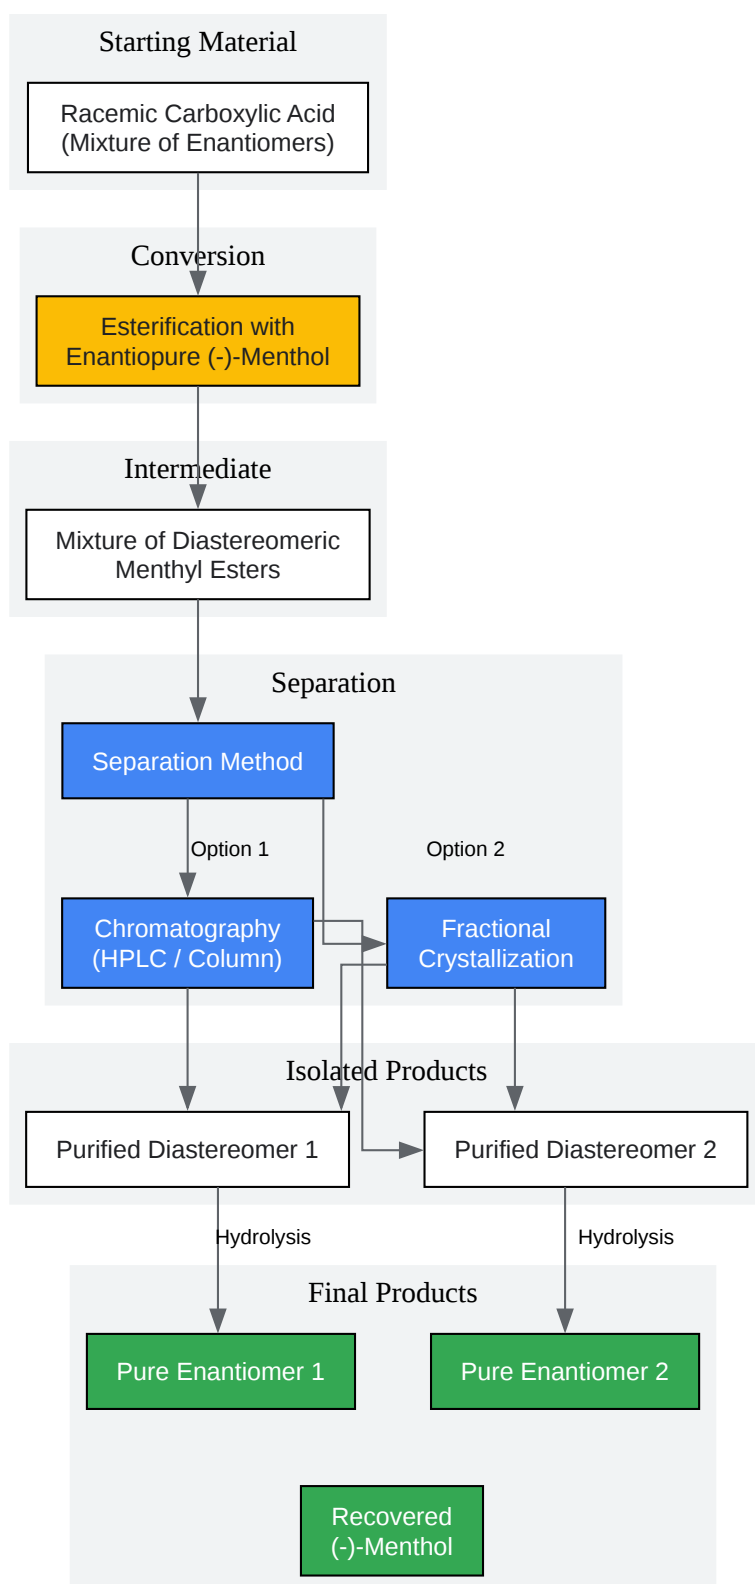 Starting Material
Racemic Carboxylic Acid
(Mixture of Enantiomers)
Conversion
Esterification with
Enantiopure (-)-Menthol
Intermediate
Mixture of Diastereomeric
Menthyl Esters
Separation
Separation Method
Option 1
Option 2
Chromatography
(HPLC / Column)
Fractional
Crystallization
Isolated Products
Purified Diastereomer 1
Purified Diastereomer 2
Hydrolysis
Hydrolysis
Final Products
Pure Enantiomer 1
Pure Enantiomer 2
Recovered
(-)-Menthol